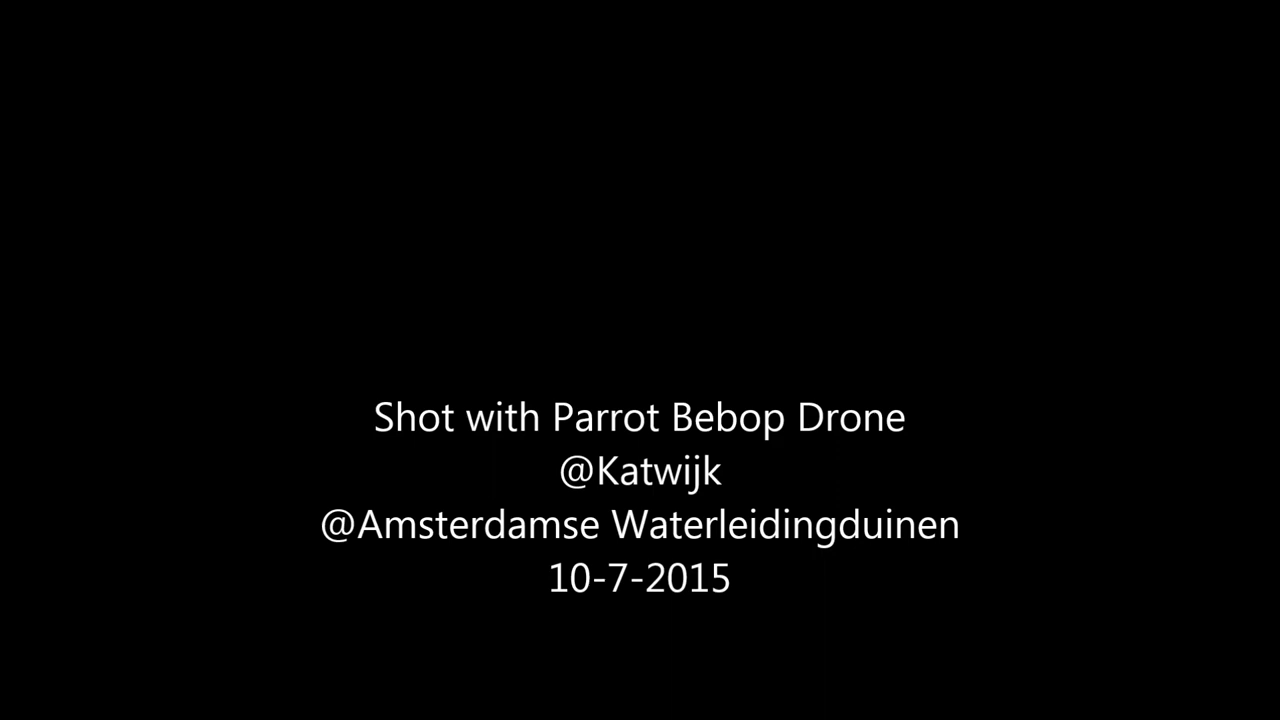 Shot with Parrot Bebop Drone
@Katwijk
@Amsterdamse Waterleidingduinen
10-7-2015